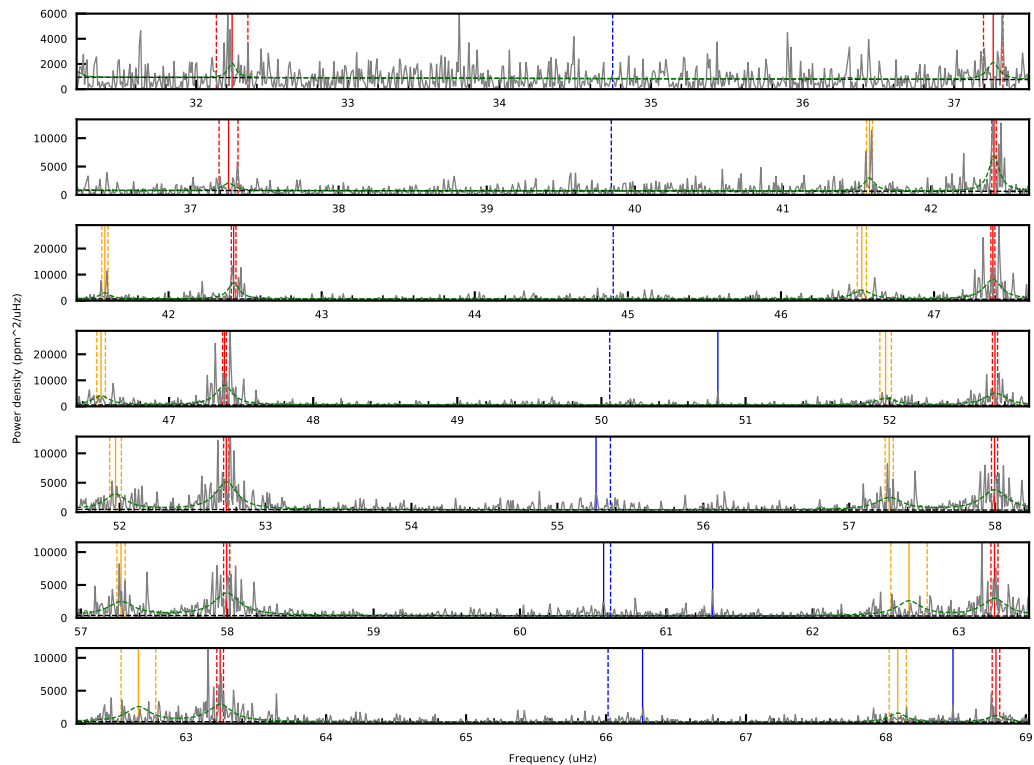 6000
4000
2000
0
32 33 34 35 36 37
10000
5000
0
37 38 39 40 41 42
20000
10000
0
42 43 44 45 46 47
20000
10000
0
47 48 49 50 51 52
Power density (ppm^2/uHz)
10000
5000
0
52 53 54 55 56 57 58
10000
5000
0
57 58 59 60 61 62 63
10000
5000
0
63 64 65 66 67 68 69
Frequency (uHz)